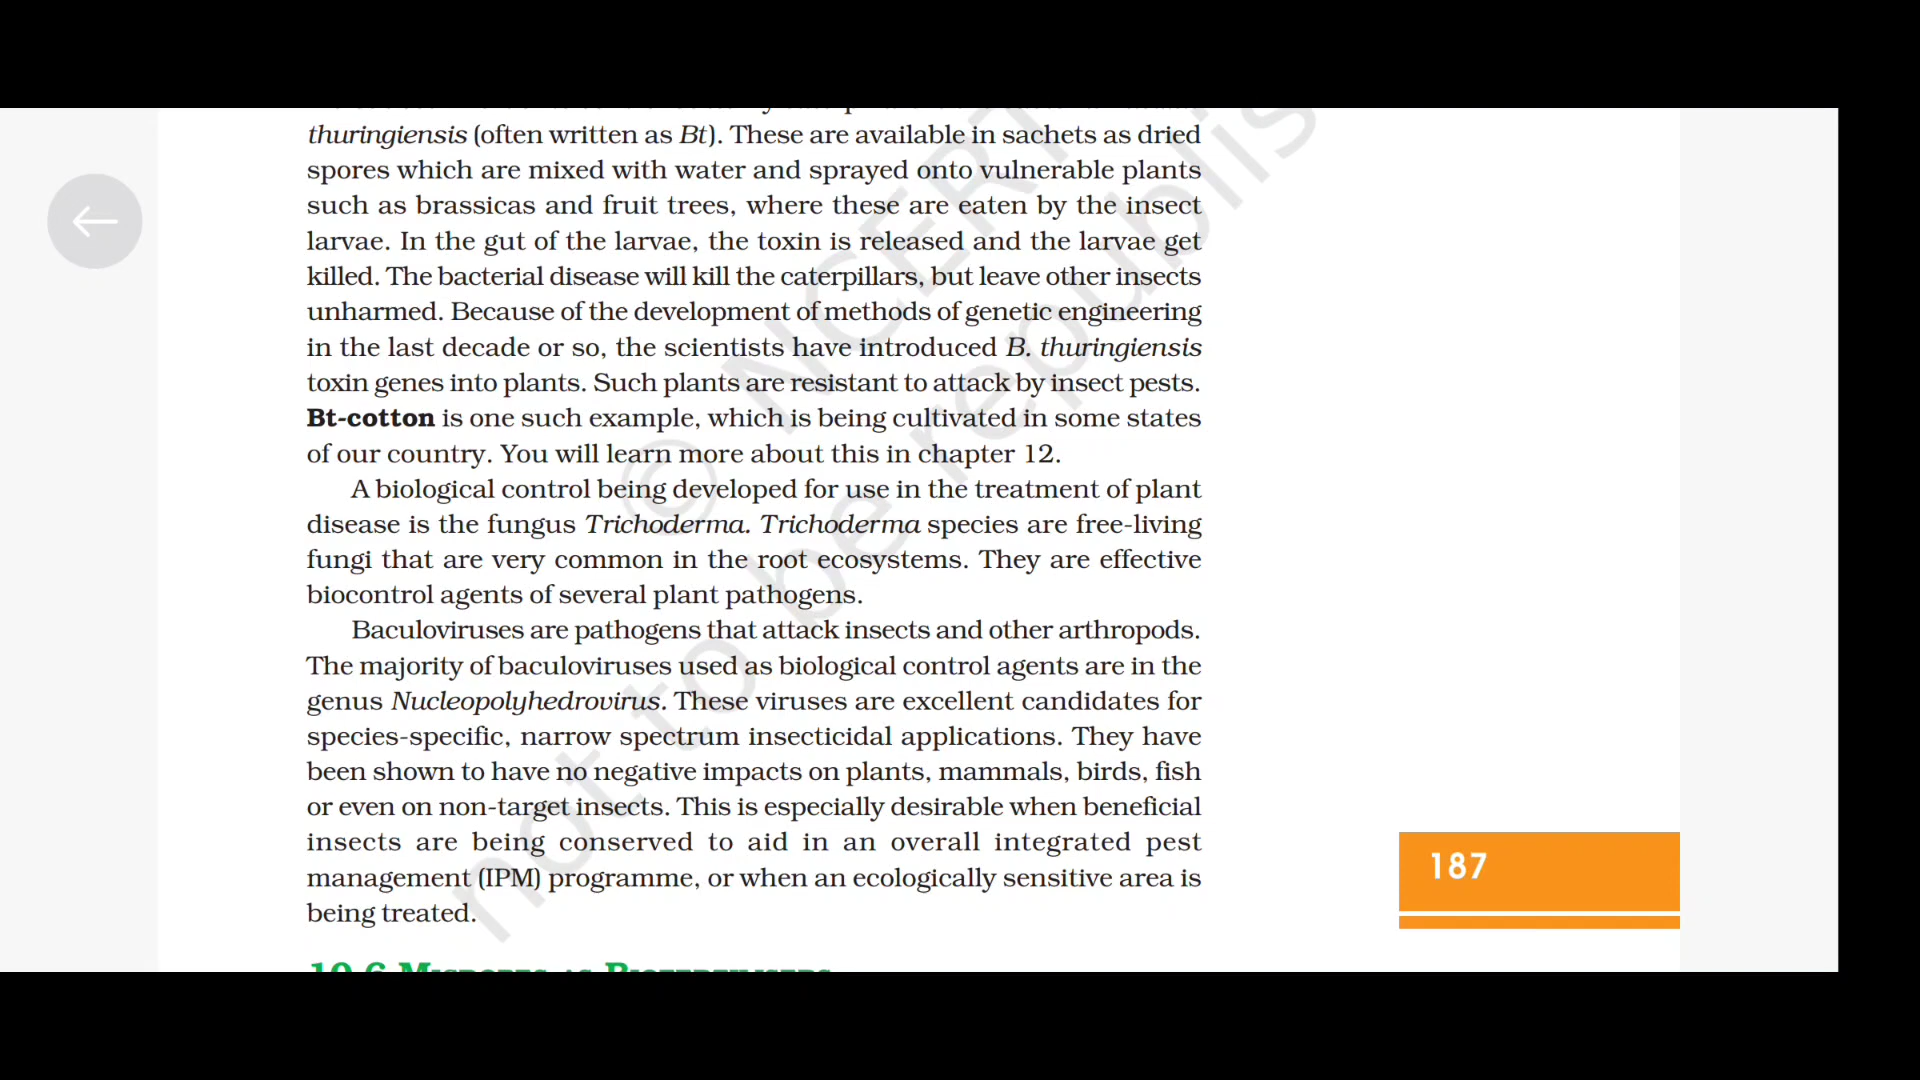 thuringiensis (often written as Bt). These are available in sachets as dried
spores which are mixed with water and sprayed onto vulnerable plants
such as brassicas and fruit trees, where these are eaten by the insect
larvae. In the gut of the larvae, the toxin is released and the larvae get
killed. The bacterial disease will kill the caterpillars, but leave other insects
unharmed. Because of the development of methods of genetic engineering
in the last decade or so, the scientists have introduced B. thuringiensis
toxin genes into plants. Such plants are resistant to attack by insect pests.
Bt-cotton is one such example, which is being cultivated in some states
of our country. You will learn more about this in chapter 12.
A biological control being developed for use in the treatment of plant
disease is the fungus Trichoderma. Trichoderma species are free-living
fungi that are very common in the root ecosystems. They are effective
biocontrol agents of several plant pathogens.
Baculoviruses are pathogens that attack insects and other arthropods.
The majority of baculoviruses used as biological control agents are in the
genus Nucleopolyhedrovirus. These viruses are excellent candidates for
species-specific, narrow spectrum insecticidal applications. They have
been shown to have no negative impacts on plants, mammals, birds, fish
or even on non-target insects. This is especially desirable when beneficial
insects are being conserved to aid in an overall integrated pest
management (IPM) programme, or when an ecologically sensitive area is
being treated.
187
10.6 MICROBES AS BIOFERTILISERS
© NCERT
not to be republis